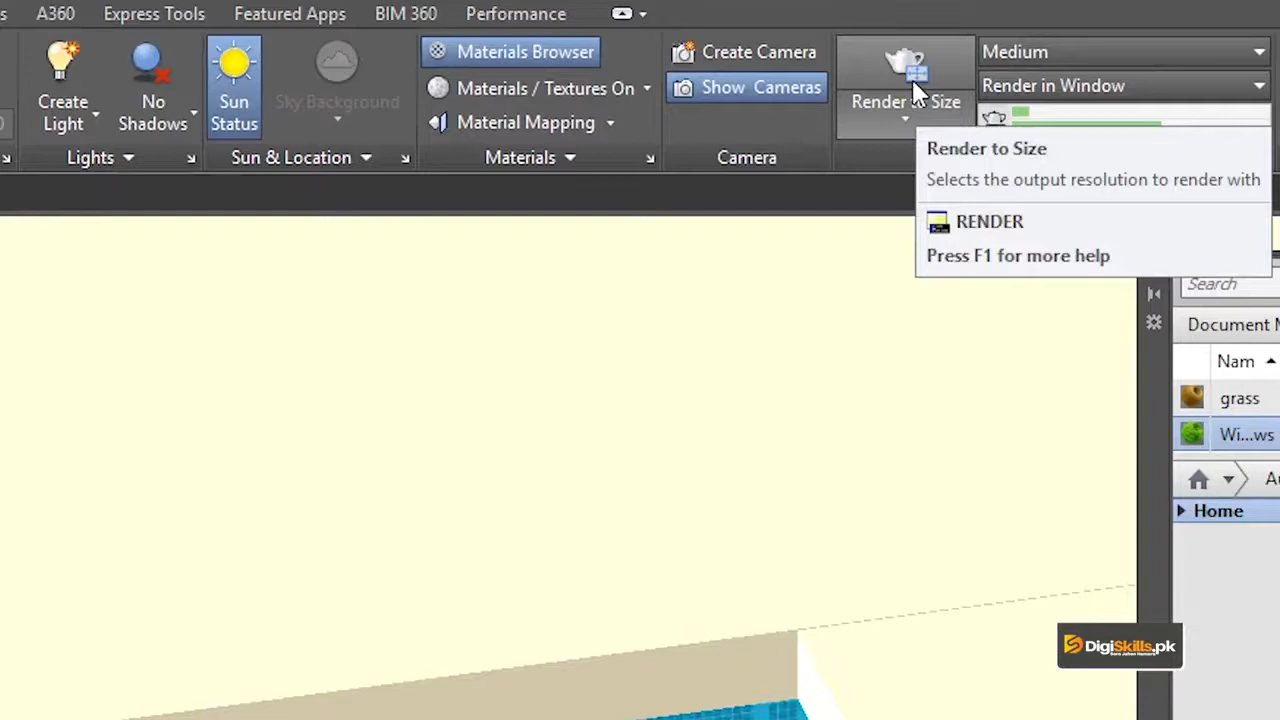 s A360 Express Tools Featured Apps BIM 360 Performance
Create Light
No Shadows
Sun Status
Sky Background
Materials Browser
Materials / Textures On
Material Mapping
Create Camera
Show Cameras
Render to Size
Medium
Render in Window
Lights
Sun & Location
Materials
Camera
Render to Size
Selects the output resolution to render with
RENDER
Press F1 for more help
Search
Document M
Nam
grass
Wi...ws
Au
Home
DigiSkills.pk